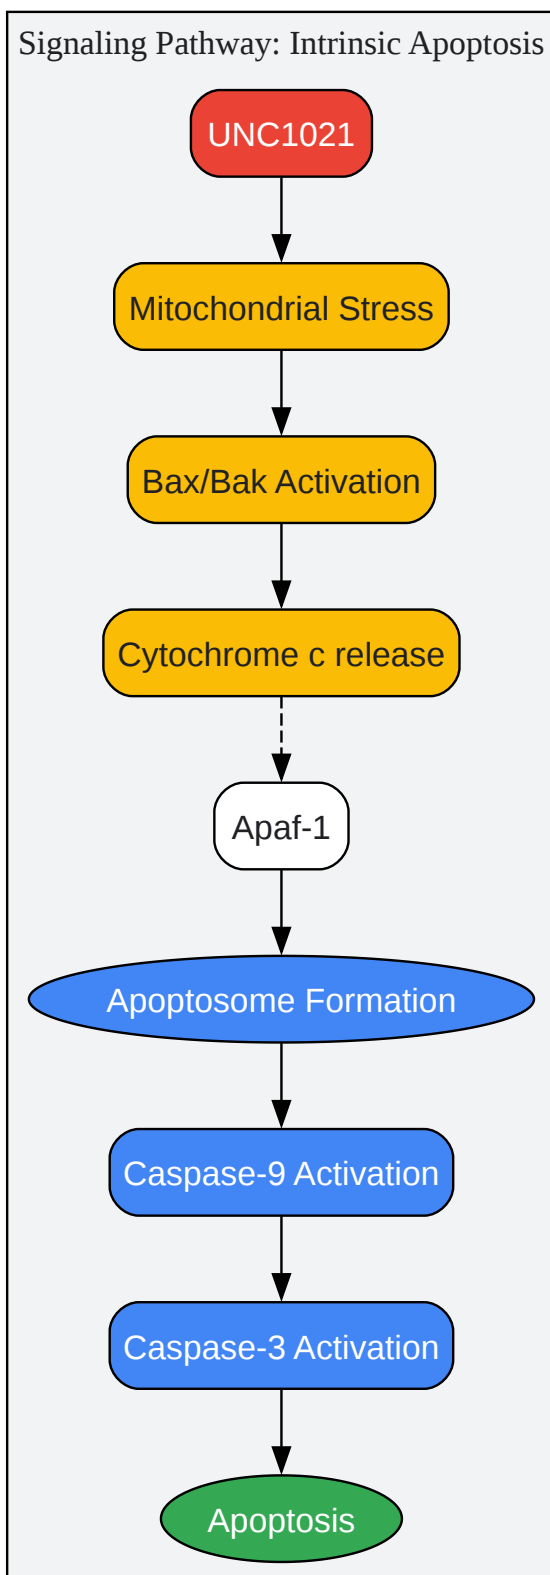 Signaling Pathway: Intrinsic Apoptosis
UNC1021
Mitochondrial Stress
Bax/Bak Activation
Cytochrome c release
Apaf-1
Apoptosome Formation
Caspase-9 Activation
Caspase-3 Activation
Apoptosis